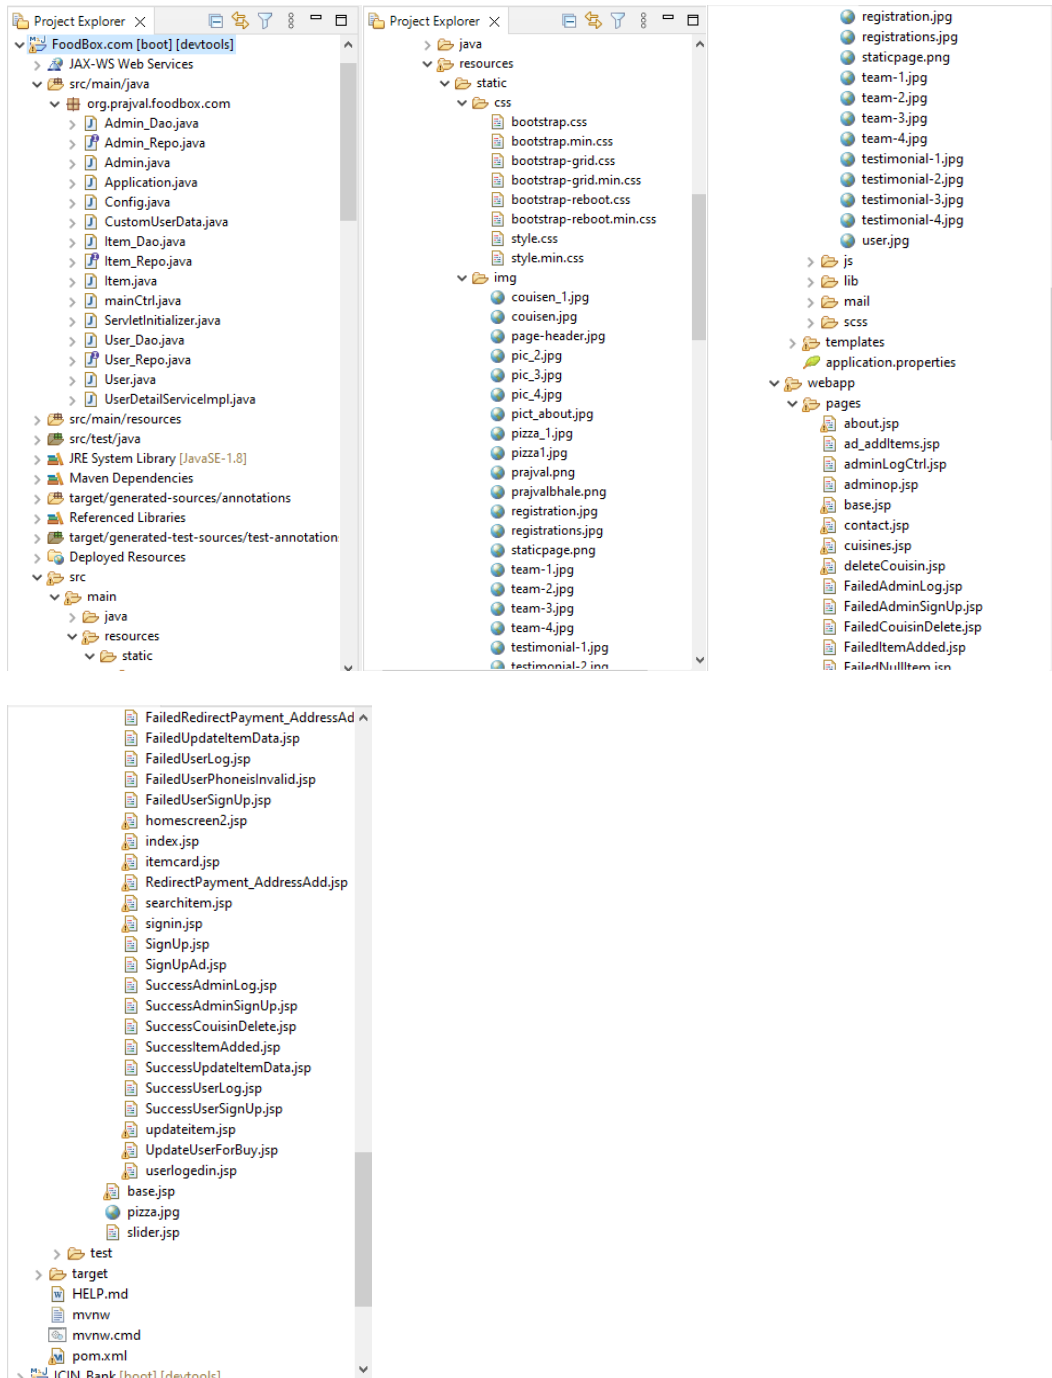 Project Explorer
FoodBox.com [boot] [devtools]
JAX-WS Web Services
src/main/java
org.prajval.foodbox.com
Admin_Dao.java
Admin_Repo.java
Admin.java
Application.java
Config.java
CustomUserData.java
Item_Dao.java
Item_Repo.java
Item.java
mainCtrl.java
ServletInitializer.java
User_Dao.java
User_Repo.java
User.java
UserDetailServiceImpl.java
src/main/resources
src/test/java
JRE System Library [JavaSE-1.8]
Maven Dependencies
target/generated-sources/annotations
Referenced Libraries
target/generated-test-sources/test-annotation
Deployed Resources
src
main
java
resources
static
Project Explorer
java
resources
static
css
bootstrap.css
bootstrap.min.css
bootstrap-grid.css
bootstrap-grid.min.css
bootstrap-reboot.css
bootstrap-reboot.min.css
style.css
style.min.css
img
couisen_1.jpg
couisen.jpg
page-header.jpg
pic_2.jpg
pic_3.jpg
pic_4.jpg
pict_about.jpg
pizza_1.jpg
pizza1.jpg
prajval.png
prajvalbhale.png
registration.jpg
registrations.jpg
staticpage.png
team-1.jpg
team-2.jpg
team-3.jpg
team-4.jpg
testimonial-1.jpg
testimonial-2.jpg
registration.jpg
registrations.jpg
staticpage.png
team-1.jpg
team-2.jpg
team-3.jpg
team-4.jpg
testimonial-1.jpg
testimonial-2.jpg
testimonial-3.jpg
testimonial-4.jpg
user.jpg
js
lib
mail
scss
templates
application.properties
webapp
pages
about.jsp
ad_addItems.jsp
adminLogCtrl.jsp
adminop.jsp
base.jsp
contact.jsp
cuisines.jsp
deleteCouisin.jsp
FailedAdminLog.jsp
FailedAdminSignUp.jsp
FailedCouisinDelete.jsp
FailedItemAdded.jsp
FailedNullItem.jsp
FailedRedirectPayment_AddressAd
FailedUpdateItemData.jsp
FailedUserLog.jsp
FailedUserPhoneisInvalid.jsp
FailedUserSignUp.jsp
homescreen2.jsp
index.jsp
itemcard.jsp
RedirectPayment_AddressAdd.jsp
searchitem.jsp
signin.jsp
SignUp.jsp
SignUpAd.jsp
SuccessAdminLog.jsp
SuccessAdminSignUp.jsp
SuccessCouisinDelete.jsp
SuccessItemAdded.jsp
SuccessUpdateItemData.jsp
SuccessUserLog.jsp
SuccessUserSignUp.jsp
updateitem.jsp
UpdateUserForBuy.jsp
userlogedin.jsp
base.jsp
pizza.jpg
slider.jsp
test
target
HELP.md
mvnw
mvnw.cmd
pom.xml
ICIN_Bank [boot] [devtools]